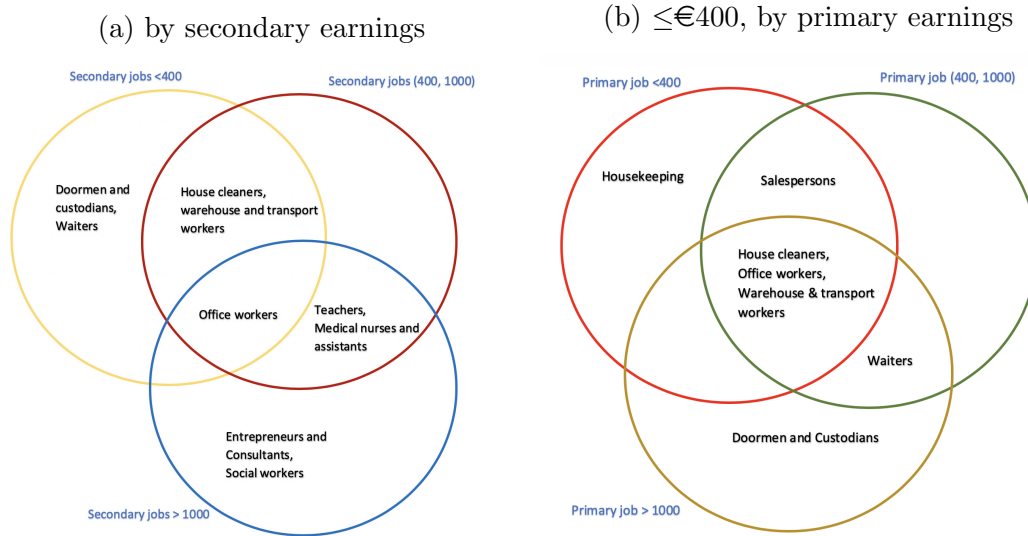 (a) by secondary earnings
Secondary jobs <400
Secondary jobs (400, 1000)
Doormen and
custodians,
Waiters
House cleaners,
warehouse and transport
workers
Office workers
Teachers,
Medical nurses and
assistants
Entrepreneurs and
Consultants,
Social workers
Secondary jobs > 1000
(b) ≤€400, by primary earnings
Primary job <400
Primary job (400, 1000)
Housekeeping
Salespersons
House cleaners,
Office workers,
Warehouse & transport
workers
Waiters
Doormen and Custodians
Primary job > 1000